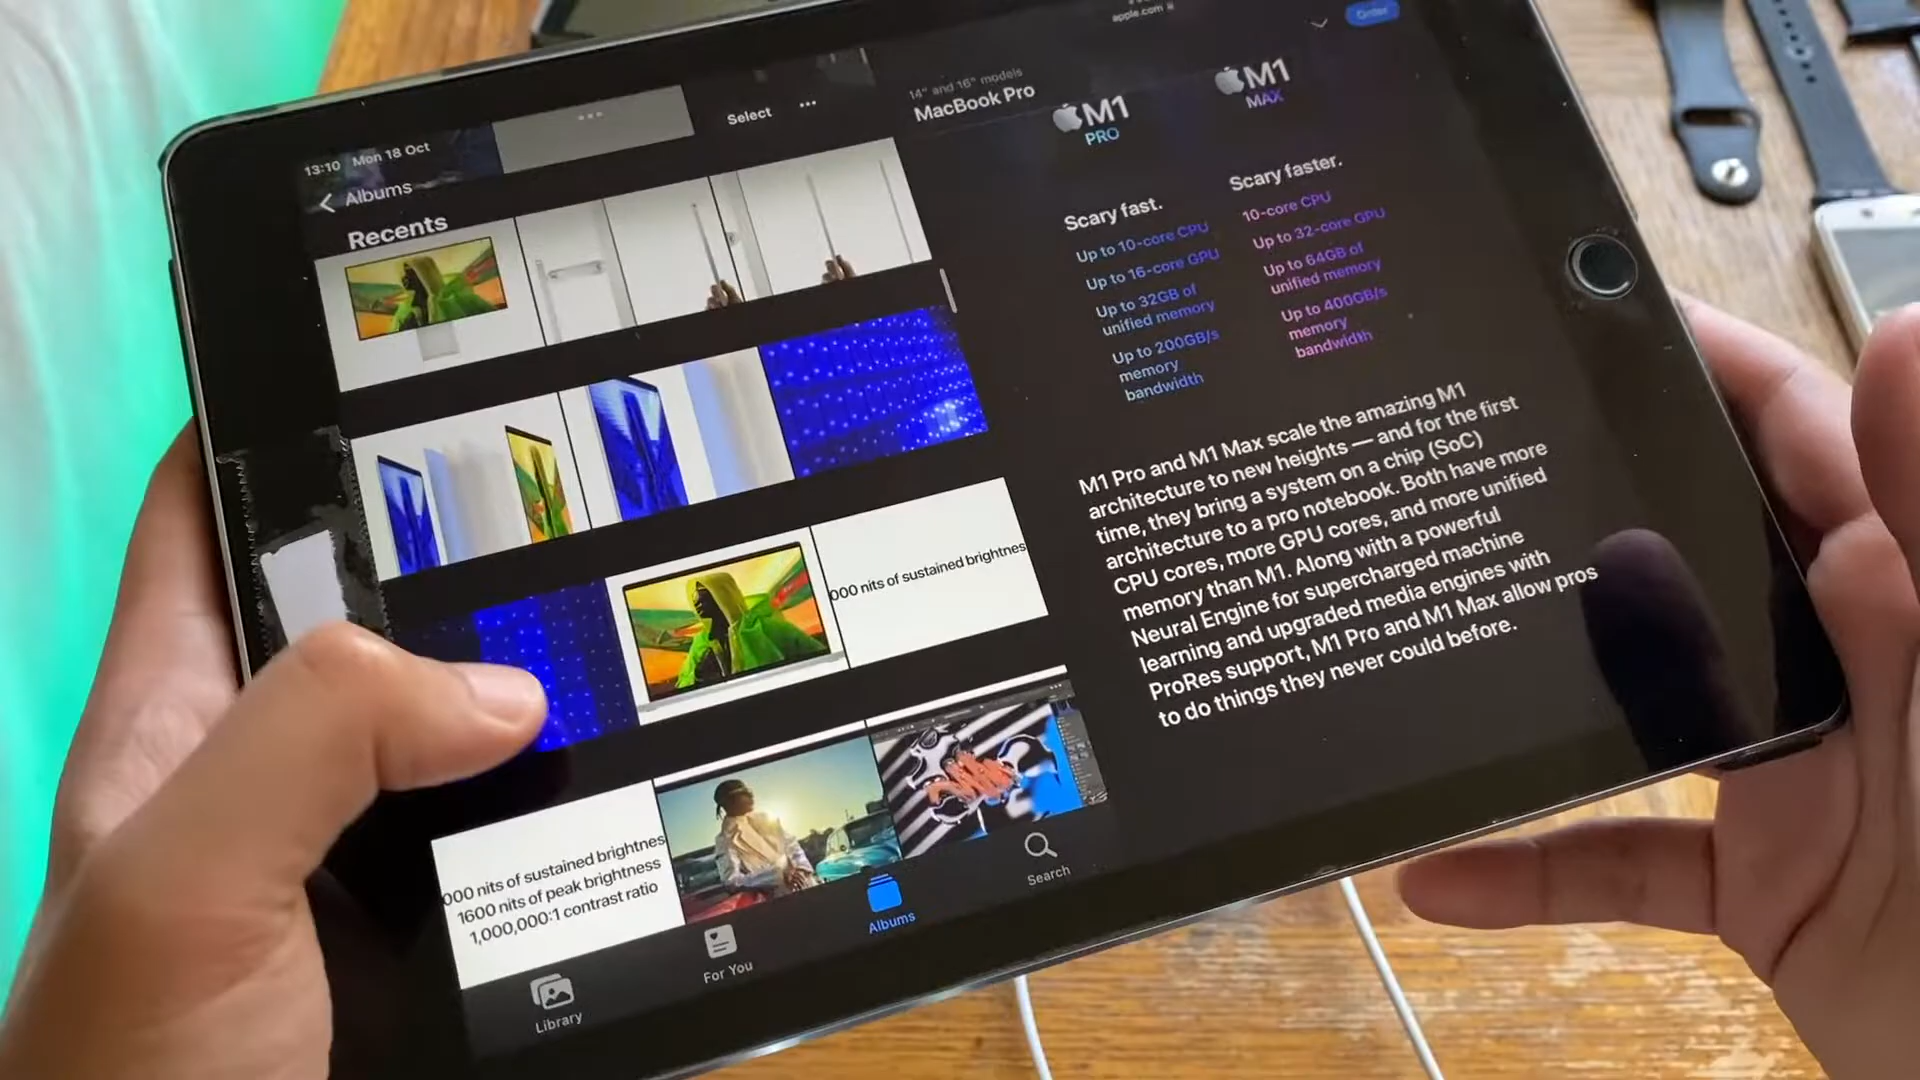 13:10 Mon 18 Oct
Albums
Recents
Select
000 nits of sustained brightnes
000 nits of sustained brightnes
1600 nits of peak brightness
1,000,000:1 contrast ratio
Library
For You
Albums
Search
apple.com
Order
14" and 16" models
MacBook Pro
M1
PRO
Scary fast.
Up to 10-core CPU
Up to 16-core GPU
Up to 32GB of
unified memory
Up to 200GB/s
memory
bandwidth
M1
MAX
Scary faster.
10-core CPU
Up to 32-core GPU
Up to 64GB of
unified memory
Up to 400GB/s
memory
bandwidth
M1 Pro and M1 Max scale the amazing M1
architecture to new heights — and for the first
time, they bring a system on a chip (SoC)
architecture to a pro notebook. Both have more
CPU cores, more GPU cores, and more unified
memory than M1. Along with a powerful
Neural Engine for supercharged machine
learning and upgraded media engines with
ProRes support, M1 Pro and M1 Max allow pros
to do things they never could before.